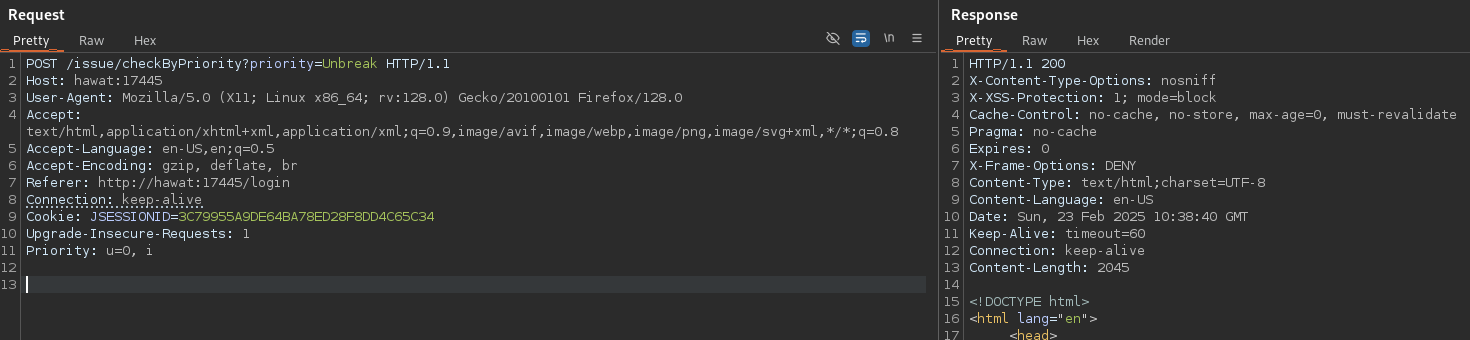 Request
Pretty Raw Hex
\n
1 POST /issue/checkByPriority?priority=Unbreak HTTP/1.1
2 Host: hawat:17445
3 User-Agent: Mozilla/5.0 (X11; Linux x86_64; rv:128.0) Gecko/20100101 Firefox/128.0
4 Accept:
text/html,application/xhtml+xml,application/xml;q=0.9,image/avif,image/webp,image/png,image/svg+xml,*/*;q=0.8
5 Accept-Language: en-US,en;q=0.5
6 Accept-Encoding: gzip, deflate, br
7 Referer: http://hawat:17445/login
8 Connection: keep-alive
9 Cookie: JSESSIONID=3C79955A9DE64BA78ED28F8DD4C65C34
10 Upgrade-Insecure-Requests: 1
11 Priority: u=0, i
12
13
Response
Pretty Raw Hex Render
1 HTTP/1.1 200
2 X-Content-Type-Options: nosniff
3 X-XSS-Protection: 1; mode=block
4 Cache-Control: no-cache, no-store, max-age=0, must-revalidate
5 Pragma: no-cache
6 Expires: 0
7 X-Frame-Options: DENY
8 Content-Type: text/html;charset=UTF-8
9 Content-Language: en-US
10 Date: Sun, 23 Feb 2025 10:38:40 GMT
11 Keep-Alive: timeout=60
12 Connection: keep-alive
13 Content-Length: 2045
14
15 <!DOCTYPE html>
16 <html lang="en">
17 <head>